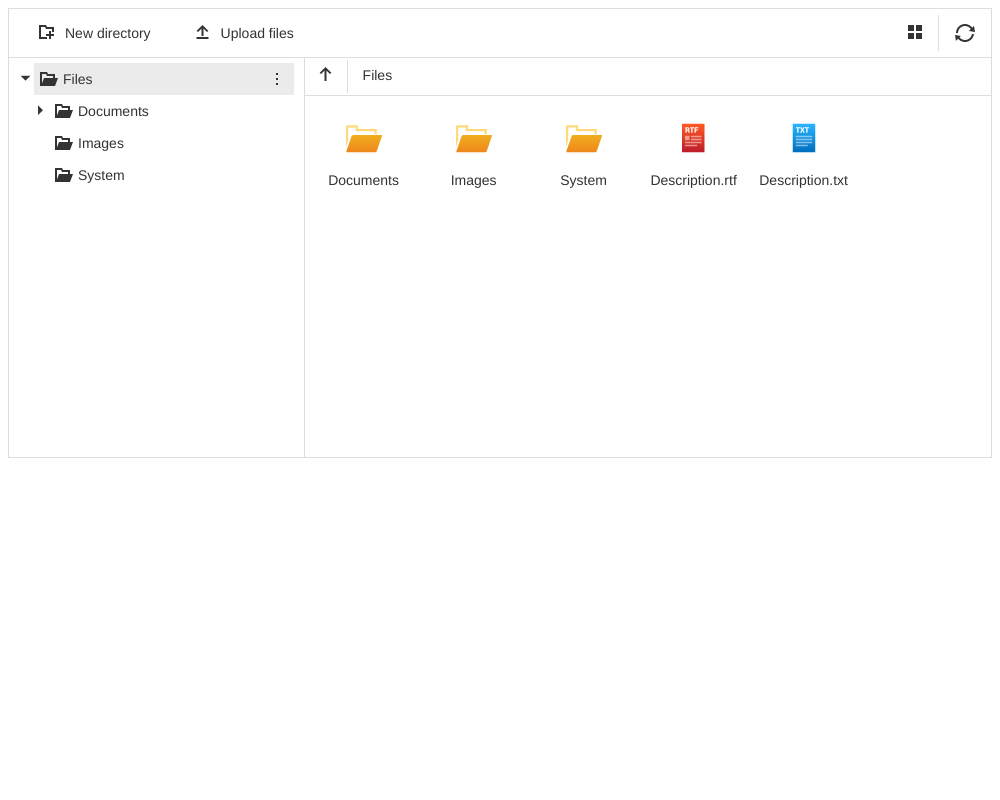 New directory
Upload files
Files
Documents
Images
System
Files
RTF
TXT
Documents
Images
System
Description.rtf
Description.txt